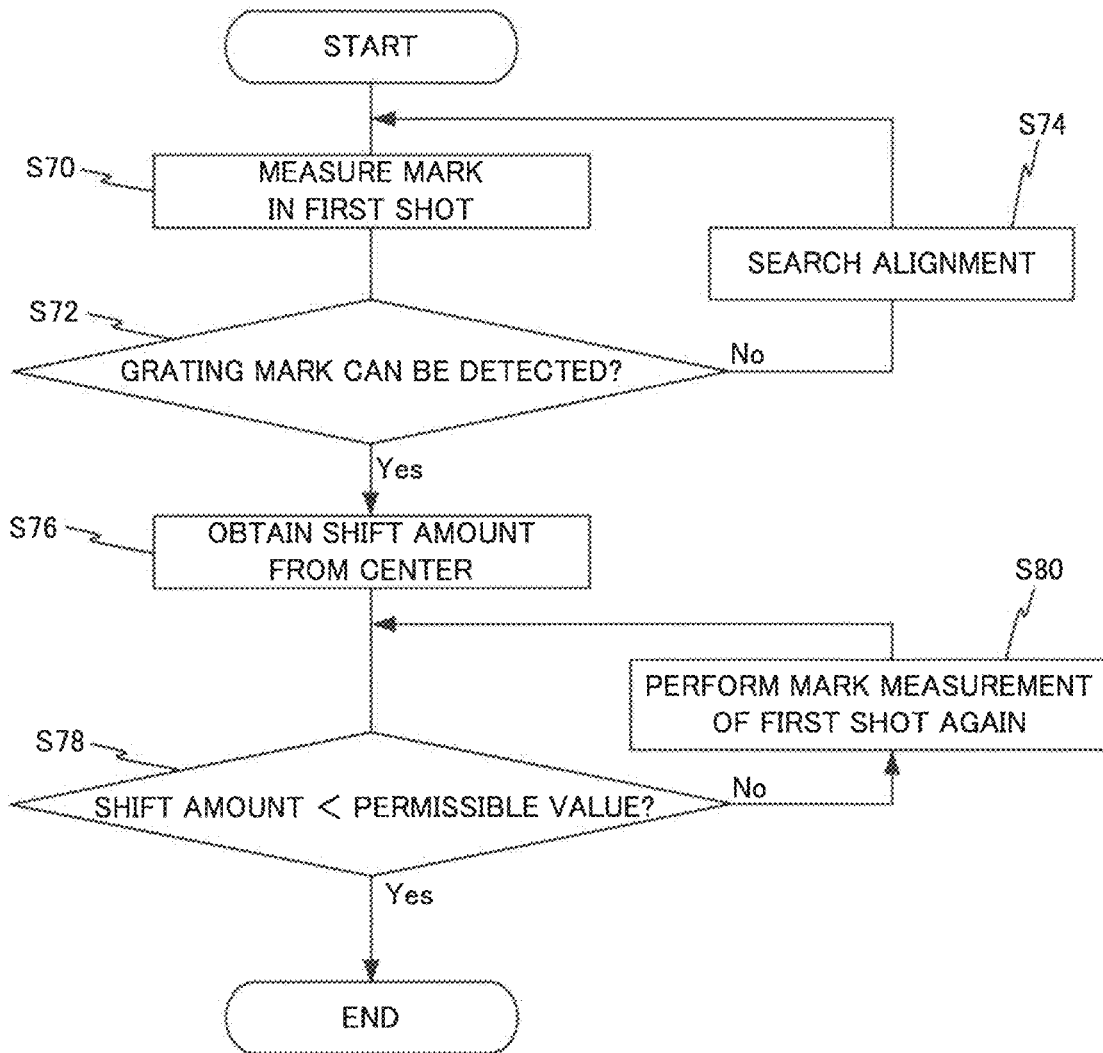 START
S74
S70
MEASURE MARK
IN FIRST SHOT
SEARCH ALIGNMENT
S72
GRATING MARK CAN BE DETECTED?
No
Yes
S76
OBTAIN SHIFT AMOUNT
FROM CENTER
S80
PERFORM MARK MEASUREMENT
OF FIRST SHOT AGAIN
S78
SHIFT AMOUNT < PERMISSIBLE VALUE?
No
Yes
END